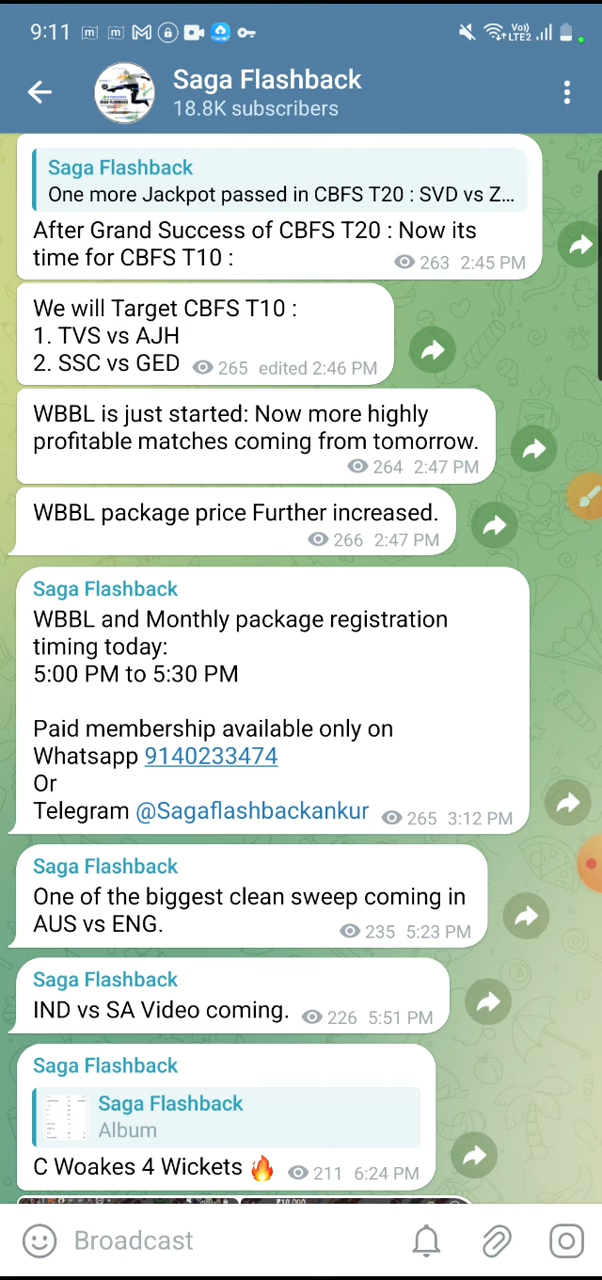 9:11
Vo)) LTE2
Saga Flashback
18.8K subscribers
Saga Flashback
One more Jackpot passed in CBFS T20 : SVD vs Z...
After Grand Success of CBFS T20 : Now its
time for CBFS T10 :
263 2:45 PM
We will Target CBFS T10 :
1. TVS vs AJH
2. SSC vs GED
265 edited 2:46 PM
WBBL is just started: Now more highly
profitable matches coming from tomorrow.
264 2:47 PM
WBBL package price Further increased.
266 2:47 PM
Saga Flashback
WBBL and Monthly package registration
timing today:
5:00 PM to 5:30 PM
Paid membership available only on
Whatsapp 9140233474
Or
Telegram @Sagaflashbackankur
265 3:12 PM
Saga Flashback
One of the biggest clean sweep coming in
AUS vs ENG.
235 5:23 PM
Saga Flashback
IND vs SA Video coming.
226 5:51 PM
Saga Flashback
Saga Flashback
Album
C Woakes 4 Wickets 🔥
211 6:24 PM
Broadcast